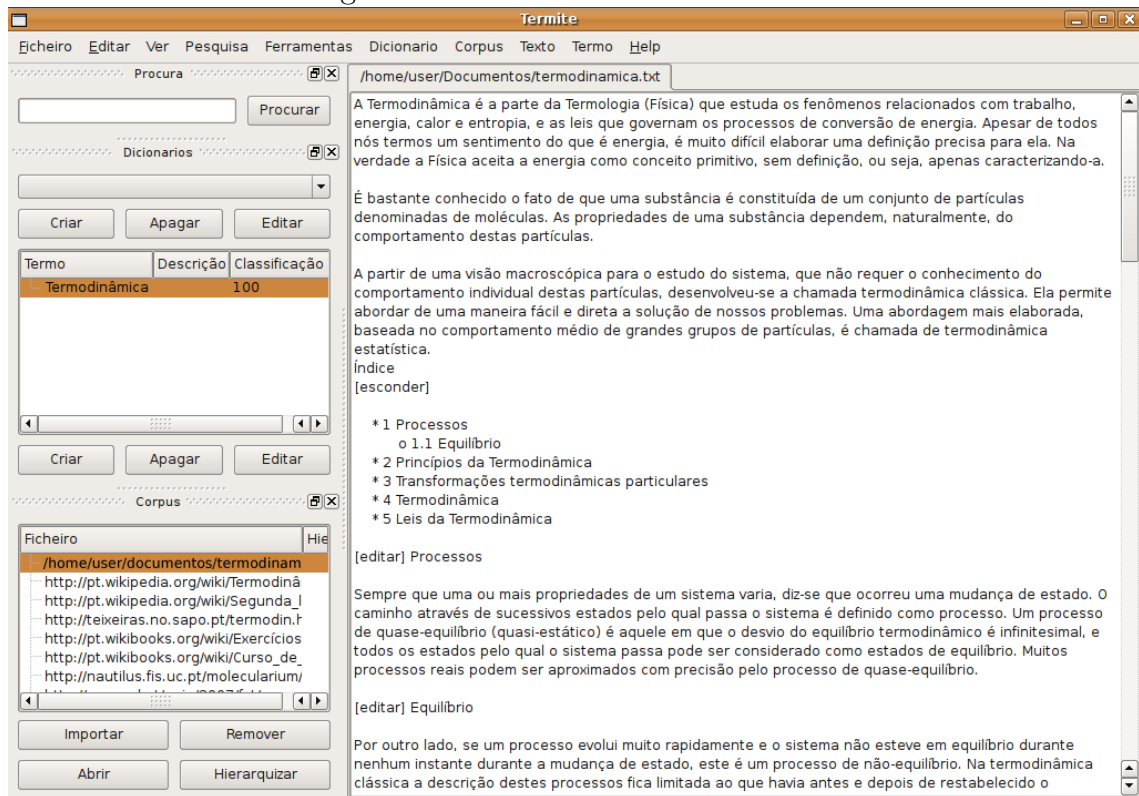 Termite
Ficheiro Editar Ver Pesquisa Ferramentas Dicionario Corpus Texto Termo Help
Procura
Procurar
Dicionarios
Criar Apagar Editar
Termo Descrição Classificação
Termodinâmica 100
Criar Apagar Editar
Corpus
Ficheiro Hie
/home/user/documentos/termodinam
http://pt.wikipedia.org/wiki/Termodinâ
http://pt.wikipedia.org/wiki/Segunda_l
http://teixeiras.no.sapo.pt/termodin.h
http://pt.wikibooks.org/wiki/Exercícios
http://pt.wikibooks.org/wiki/Curso_de_
http://nautilus.fis.uc.pt/molecularium/
Importar Remover
Abrir Hierarquizar
/home/user/Documentos/termodinamica.txt
A Termodinâmica é a parte da Termologia (Física) que estuda os fenômenos relacionados com trabalho,
energia, calor e entropia, e as leis que governam os processos de conversão de energia. Apesar de todos
nós termos um sentimento do que é energia, é muito difícil elaborar uma definição precisa para ela. Na
verdade a Física aceita a energia como conceito primitivo, sem definição, ou seja, apenas caracterizando-a.
É bastante conhecido o fato de que uma substância é constituída de um conjunto de partículas
denominadas de moléculas. As propriedades de uma substância dependem, naturalmente, do
comportamento destas partículas.
A partir de uma visão macroscópica para o estudo do sistema, que não requer o conhecimento do
comportamento individual destas partículas, desenvolveu-se a chamada termodinâmica clássica. Ela permite
abordar de uma maneira fácil e direta a solução de nossos problemas. Uma abordagem mais elaborada,
baseada no comportamento médio de grandes grupos de partículas, é chamada de termodinâmica
estatística.
Índice
[esconder]
* 1 Processos
o 1.1 Equilíbrio
* 2 Princípios da Termodinâmica
* 3 Transformações termodinâmicas particulares
* 4 Termodinâmica
* 5 Leis da Termodinâmica
[editar] Processos
Sempre que uma ou mais propriedades de um sistema varia, diz-se que ocorreu uma mudança de estado. O
caminho através de sucessivos estados pelo qual passa o sistema é definido como processo. Um processo
de quase-equilíbrio (quasi-estático) é aquele em que o desvio do equilíbrio termodinâmico é infinitesimal, e
todos os estados pelo qual o sistema passa pode ser considerado como estados de equilíbrio. Muitos
processos reais podem ser aproximados com precisão pelo processo de quase-equilíbrio.
[editar] Equilíbrio
Por outro lado, se um processo evolui muito rapidamente e o sistema não esteve em equilíbrio durante
nenhum instante durante a mudança de estado, este é um processo de não-equilíbrio. Na termodinâmica
clássica a descrição destes processos fica limitada ao que havia antes e depois de restabelecido o